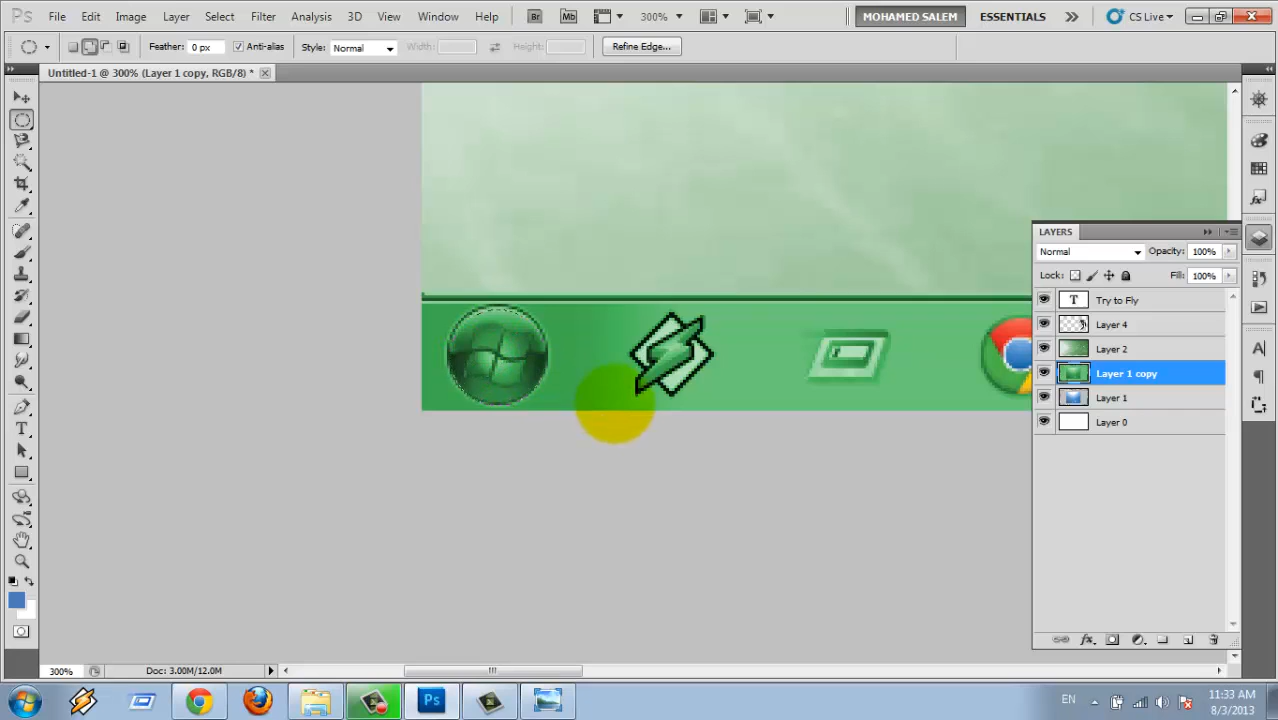 Ps File Edit Image Layer Select Filter Analysis 3D View Window Help Br Mb 300% MOHAMED SALEM ESSENTIALS CS Live
Feather: 0 px Anti-alias Style: Normal Width: Height: Refine Edge...
Untitled-1 @ 300% (Layer 1 copy, RGB/8) *
LAYERS
Normal Opacity: 100%
Lock: Fill: 100%
T Try to Fly
Layer 4
Layer 2
Layer 1 copy
Layer 1
Layer 0
300% Doc: 3.00M/12.0M
Ps EN 11:33 AM
8/3/2013